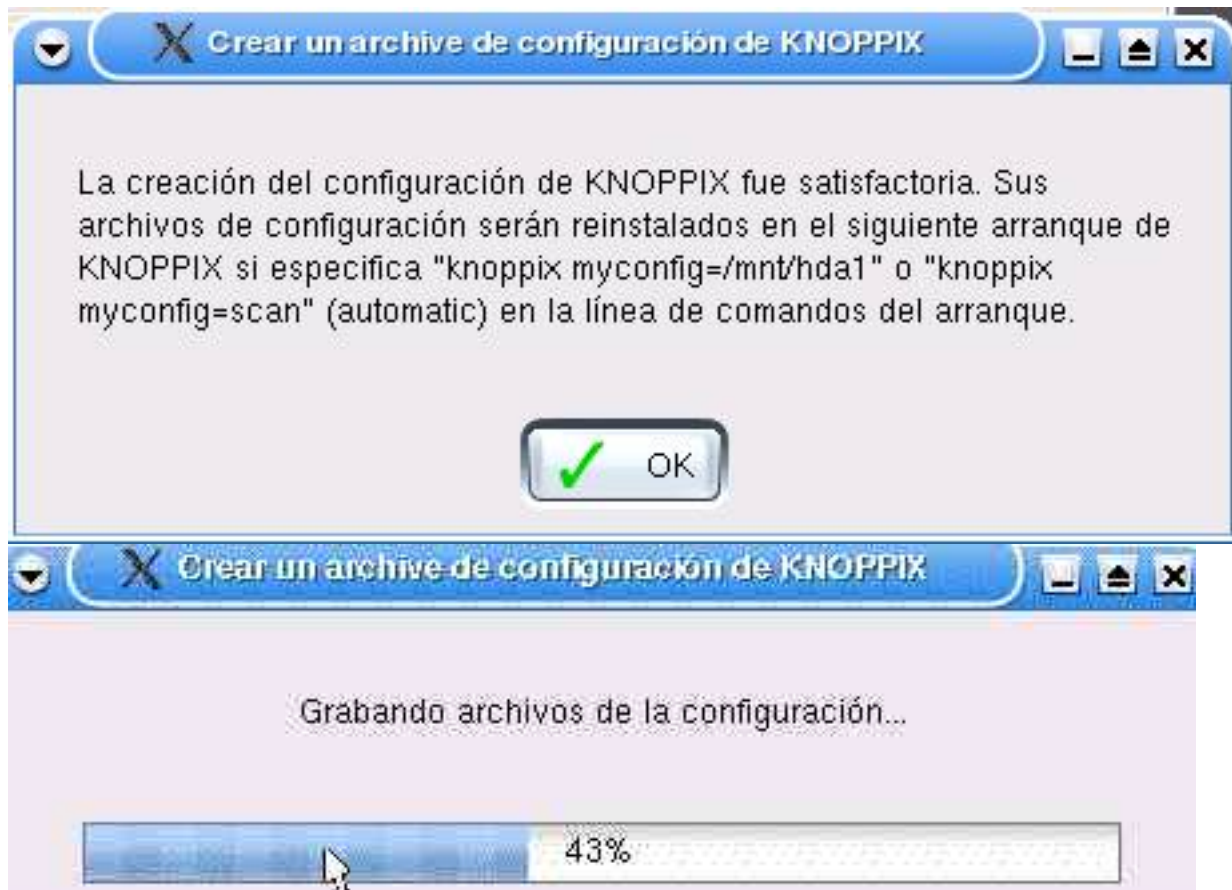 Crear un archive de configuración de KNOPPIX
La creación del configuración de KNOPPIX fue satisfactoria. Sus
archivos de configuración serán reinstalados en el siguiente arranque de
KNOPPIX si especifica "knoppix myconfig=/mnt/hda1" o "knoppix
myconfig=scan" (automatic) en la línea de comandos del arranque.
OK
Crear un archive de configuración de KNOPPIX
Grabando archivos de la configuración...
43%